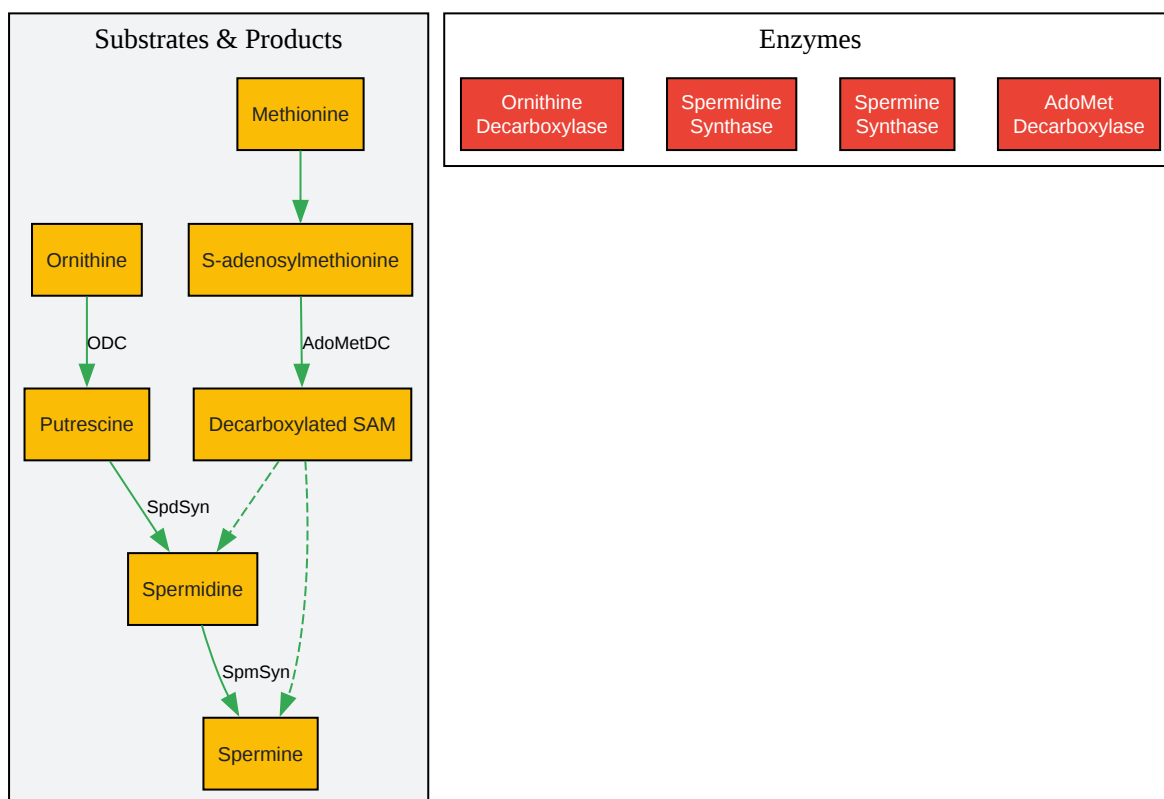 Substrates & Products
Methionine
Ornithine
S-adenosylmethionine
ODC
AdoMetDC
Putrescine
Decarboxylated SAM
SpdSyn
Spermidine
SpmSyn
Spermine
Enzymes
Ornithine
Decarboxylase
Spermidine
Synthase
Spermine
Synthase
AdoMet
Decarboxylase